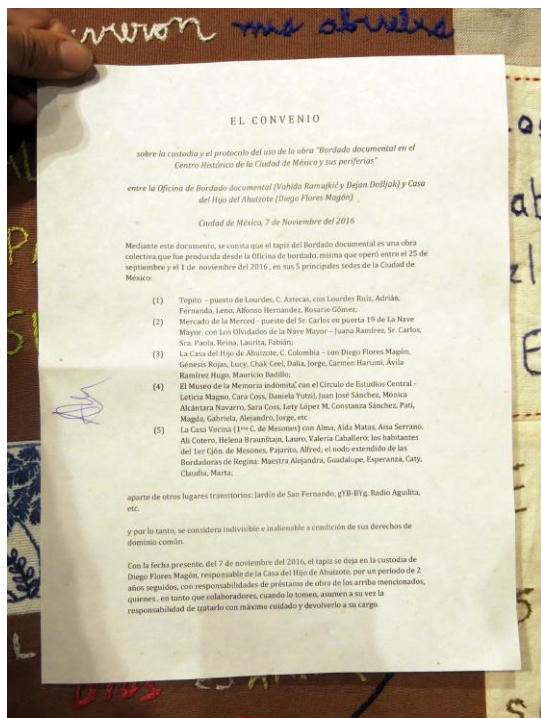 vieron mis abuelas
EL CONVENIO
sobre la custodia y el protocolo del uso de la obra "Bordado documental en el
Centro Histórico de la Ciudad de México y sus periferias"
entre la Oficina de Bordado documental (Vahida Ramujkić y Dejan Došljak) y Casa
del Hijo del Ahuizote (Diego Flores Magón)
Ciudad de México, 7 de Noviembre del 2016
Mediante este documento, se consta que el tapiz del Bordado documental es una obra
colectiva que fue producida desde la Oficina de bordado, misma que operó entre el 25 de
septiembre y el 1 de noviembre del 2016, en sus 5 principales sedes de la Ciudad de
México:
(1) Tepito – puesto de Lourdes, C. Aztecas, con Lourdes Ruiz, Adrián,
Fernanda, Leno, Alfonso Hernandez, Rosario Gómez;
(2) Mercado de la Merced - puesto del Sr. Carlos en puerta 19 de La Nave
Mayor, con Los Olvidados de la Nave Mayor – Juana Ramírez, Sr. Carlos,
Sra. Paola, Reina, Laurita, Fabián;
(3) La Casa del Hijo de Ahuizote, C. Colombia – con Diego Flores Magón,
Génesis Rojas, Lucy, Chak Ceel, Dalia, Jorge, Carmen Harumi, Ávila
Ramírez Hugo, Mauricio Badillo;
(4) El Museo de la Memoria indómita, con el Círculo de Estudios Central -
Leticia Magno, Cara Coss, Daniela Yutzil, Juan José Sánchez, Mónica
Alcántara Navarro, Sara Coss, Lety López M, Constanza Sánchez, Pati,
Magda, Gabriela, Alejandro, Jorge, etc.
(5) La Casa Vecina (1ero C. de Mesones) con Alma, Aida Matas, Aisa Serrano,
Ali Cotero, Helena Braunštajn, Lauro, Valeria Caballero; los habitantes
del 1er Cjón. de Mesones, Pajarito, Alfred; el nodo extendido de las
Bordadoras de Regina: Maestra Alejandra, Guadalupe, Esperanza, Caty,
Claudia, Marta;
aparte de otros lugares transitorios: Jardín de San Fernando, gYB-BYg, Radio Aguilita,
etc.
y por lo tanto, se considera indivisible e inalienable a condición de sus derechos de
dominio común.
Con la fecha presente, del 7 de noviembre del 2016, el tapiz se deja en la custodia de
Diego Flores Magón, responsable de la Casa del Hijo de Ahuizote, por un período de 2
años seguidos, con responsabilidades de préstamo de obra de los arriba mencionados,
quienes, en tanto que colaboradores, cuando lo tomen, asumen a su vez la
responsabilidad de tratarlo con máximo cuidado y devolverlo a su cargo.